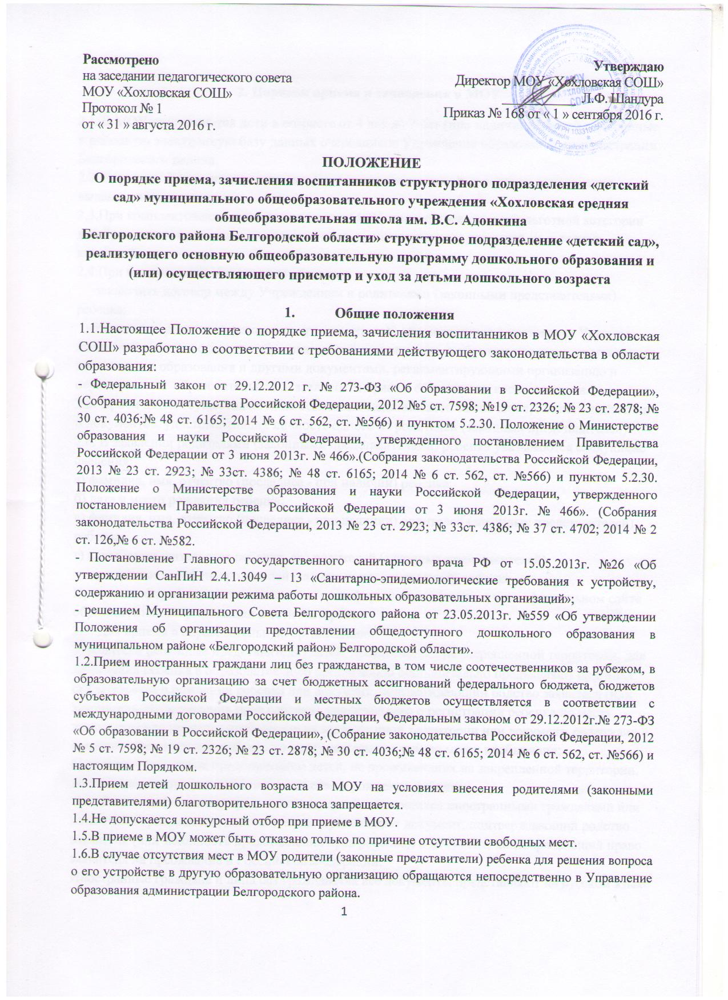 Рассмотрено
на заседании педагогического совета
МОУ «Хохловская СОШ»
Протокол № 1
от « 31 » августа 2016 г.
Утверждаю
Директор МОУ «Хохловская СОШ»
____________ Л.Ф. Шандура
Приказ № 168 от « 1 » сентября 2016 г.
МОУ
«Хохловская
СОШ»
ПОЛОЖЕНИЕ
О порядке приема, зачисления воспитанников структурного подразделения «детский
сад» муниципального общеобразовательного учреждения «Хохловская средняя
общеобразовательная школа им. В.С. Адонкина
Белгородского района Белгородской области» структурное подразделение «детский сад»,
реализующего основную общеобразовательную программу дошкольного образования и
(или) осуществляющего присмотр и уход за детьми дошкольного возраста
1. Общие положения
1.1.Настоящее Положение о порядке приема, зачисления воспитанников в МОУ «Хохловская
СОШ» разработано в соответствии с требованиями действующего законодательства в области
образования:
- Федеральный закон от 29.12.2012 г. № 273-ФЗ «Об образовании в Российской Федерации»,
(Собрания законодательства Российской Федерации, 2012 №5 ст. 7598; №19 ст. 2326; № 23 ст. 2878; №
30 ст. 4036;№ 48 ст. 6165; 2014 № 6 ст. 562, ст. №566) и пунктом 5.2.30. Положение о Министерстве
образования и науки Российской Федерации, утвержденного постановлением Правительства
Российской Федерации от 3 июня 2013г. № 466».(Собрания законодательства Российской Федерации,
2013 № 23 ст. 2923; № 33ст. 4386; № 48 ст. 6165; 2014 № 6 ст. 562, ст. №566) и пунктом 5.2.30.
Положение о Министерстве образования и науки Российской Федерации, утвержденного
постановлением Правительства Российской Федерации от 3 июня 2013г. № 466». (Собрания
законодательства Российской Федерации, 2013 № 23 ст. 2923; № 33ст. 4386; № 37 ст. 4702; 2014 № 2
ст. 126,№ 6 ст. №582.
- Постановление Главного государственного санитарного врача РФ от 15.05.2013г. №26 «Об
утверждении СанПиН 2.4.1.3049 – 13 «Санитарно-эпидемиологические требования к устройству,
содержанию и организации режима работы дошкольных образовательных организаций»;
- решением Муниципального Совета Белгородского района от 23.05.2013г. №559 «Об утверждении
Положения об организации предоставлении общедоступного дошкольного образования в
муниципальном районе «Белгородский район» Белгородской области».
1.2.Прием иностранных граждани лиц без гражданства, в том числе соотечественников за рубежом, в
образовательную организацию за счет бюджетных ассигнований федерального бюджета, бюджетов
субъектов Российской Федерации и местных бюджетов осуществляется в соответствии с
международными договорами Российской Федерации, Федеральным законом от 29.12.2012г.№ 273-ФЗ
«Об образовании в Российской Федерации», (Собрание законодательства Российской Федерации, 2012
№ 5 ст. 7598; № 19 ст. 2326; № 23 ст. 2878; № 30 ст. 4036;№ 48 ст. 6165; 2014 № 6 ст. 562, ст. №566) и
настоящим Порядком.
1.3.Прием детей дошкольного возраста в МОУ на условиях внесения родителями (законными
представителями) благотворительного взноса запрещается.
1.4.Не допускается конкурсный отбор при приеме в МОУ.
1.5.В приеме в МОУ может быть отказано только по причине отсутствии свободных мест.
1.6.В случае отсутствия мест в МОУ родители (законные представители) ребенка для решения вопроса
о его устройстве в другую образовательную организацию обращаются непосредственно в Управление
образования администрации Белгородского района.
1